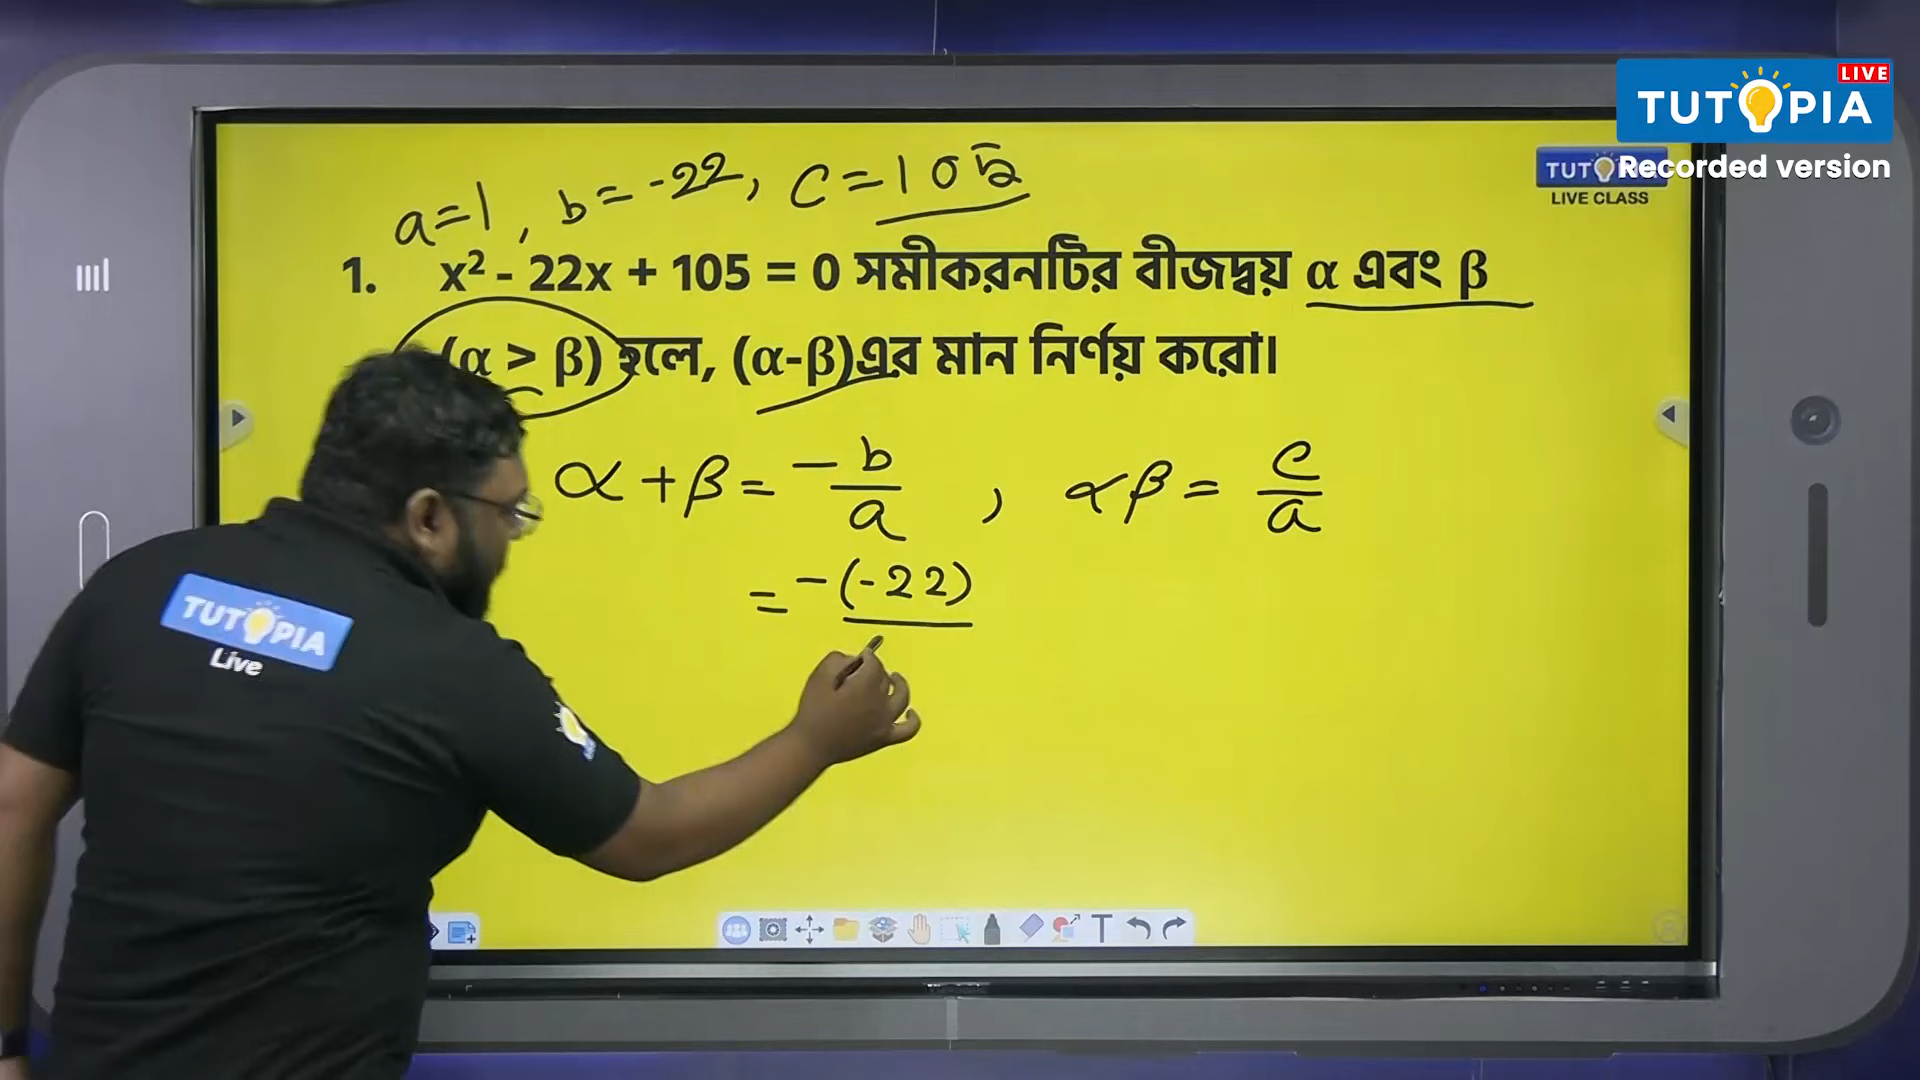 LIVE
TUTOPIA
Recorded version
LIVE CLASS
a=1, b=-22, c=105
1. x² - 22x + 105 = 0 সমীকরনটির বীজদ্বয় α এবং β
(α > β) হলে, (α-β)এর মান নির্ণয় করো।
α+β = -b/a , αβ = c/a
= -(-22)
TUTOPIA
Live